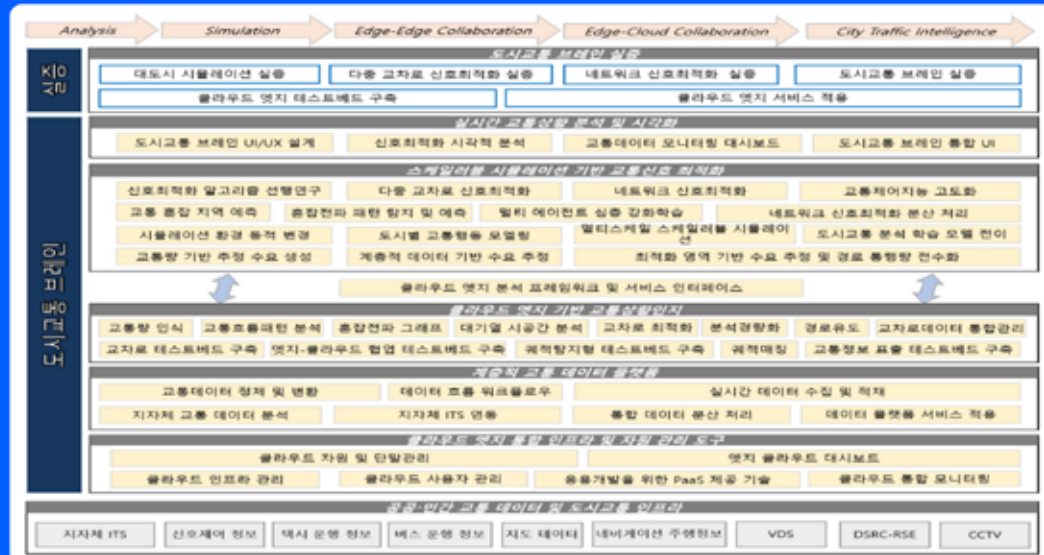 Analysis Simulation Edge-Edge Collaboration Edge-Cloud Collaboration City Traffic Intelligence
실증
도시교통 브레인 실증
대도시 시뮬레이션 실증 다중 교차로 신호최적화 실증 네트워크 신호최적화 실증 도시교통 브레인 실증
클라우드 엣지 테스트베드 구축 클라우드 엣지 서비스 적용
도시교통 브레인
실시간 교통상황 분석 및 시각화
도시교통 브레인 UI/UX 설계 신호최적화 시각적 분석 교통데이터 모니터링 대시보드 도시교통 브레인 통합 UI
스케일러블 시뮬레이션 기반 교통신호 최적화
신호최적화 알고리즘 선행연구 다중 교차로 신호최적화 네트워크 신호최적화 교통제어지능 고도화
교통 혼잡 지역 예측 혼잡전파 패턴 탐지 및 예측 멀티 에이전트 심층 강화학습 네트워크 신호최적화 분산 처리
시뮬레이션 환경 동적 변경 도시별 교통행동 모델링 멀티스케일 스케일러블 시뮬레이션 도시교통 분석 학습 모델 전이
교통량 기반 추정 수요 생성 계층적 데이터 기반 수요 추정 최적화 영역 기반 수요 추정 및 경로 통행량 전수화
클라우드 엣지 분석 프레임워크 및 서비스 인터페이스
클라우드 엣지 기반 교통상황인지
교통량 인식 교통흐름패턴 분석 혼잡전파 그래프 대기열 시공간 분석 교차로 최적화 분석경량화 경로유도 교차로데이터 통합관리
교차로 테스트베드 구축 엣지-클라우드 협업 테스트베드 구축 궤적탐지형 테스트베드 구축 궤적매칭 교통정보 표출 테스트베드 구축
계층적 교통 데이터 플랫폼
교통데이터 정제 및 변환 데이터 흐름 워크플로우 실시간 데이터 수집 및 적재
지자체 교통 데이터 분석 지자체 ITS 연동 통합 데이터 분산 처리 데이터 플랫폼 서비스 적용
클라우드 엣지 통합 인프라 및 자원 관리 도구
클라우드 자원 및 단말관리 엣지 클라우드 대시보드
클라우드 인프라 관리 클라우드 사용자 관리 응용개발을 위한 PaaS 제공 기술 클라우드 통합 모니터링
공공·민간 교통 데이터 및 도시교통 인프라
지자체 ITS 신호제어 정보 택시 운행 정보 버스 운행 정보 지도 데이터 네비게이션 주행정보 VDS DSRC-RSE CCTV